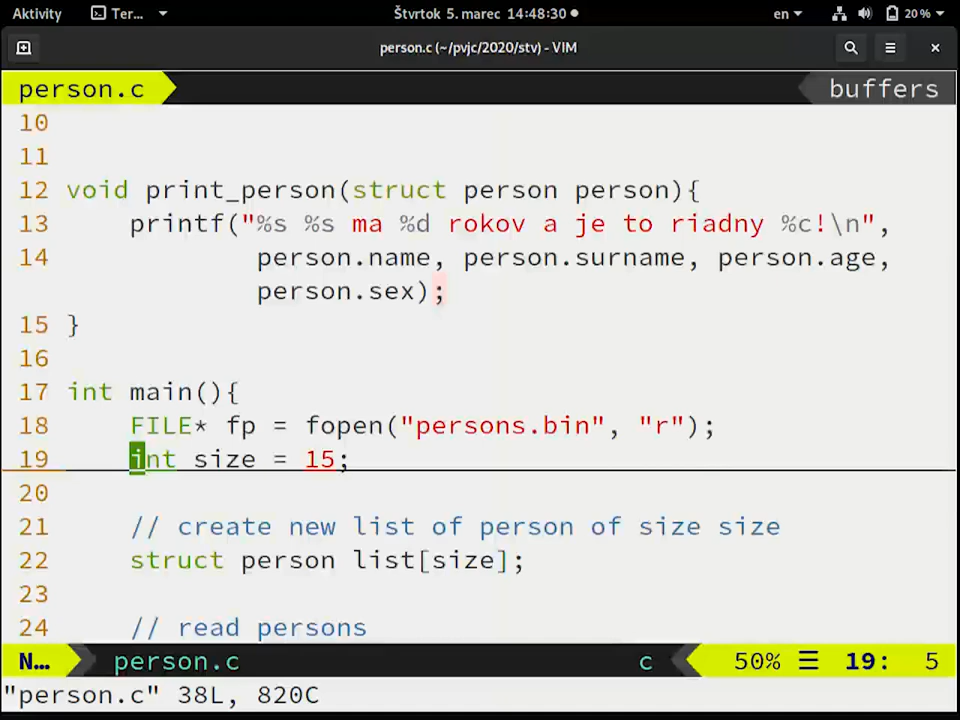 Aktivity Ter... Štvrtok 5. marec 14:48:30 en 20 %
person.c (~/pvjc/2020/stv) - VIM
person.c buffers
10
11
12 void print_person(struct person person){
13 printf("%s %s ma %d rokov a je to riadny %c!\n",
14 person.name, person.surname, person.age,
person.sex);
15 }
16
17 int main(){
18 FILE* fp = fopen("persons.bin", "r");
19 int size = 15;
20
21 // create new list of person of size size
22 struct person list[size];
23
24 // read persons
N... person.c c 50% ☰ 19: 5
"person.c" 38L, 820C